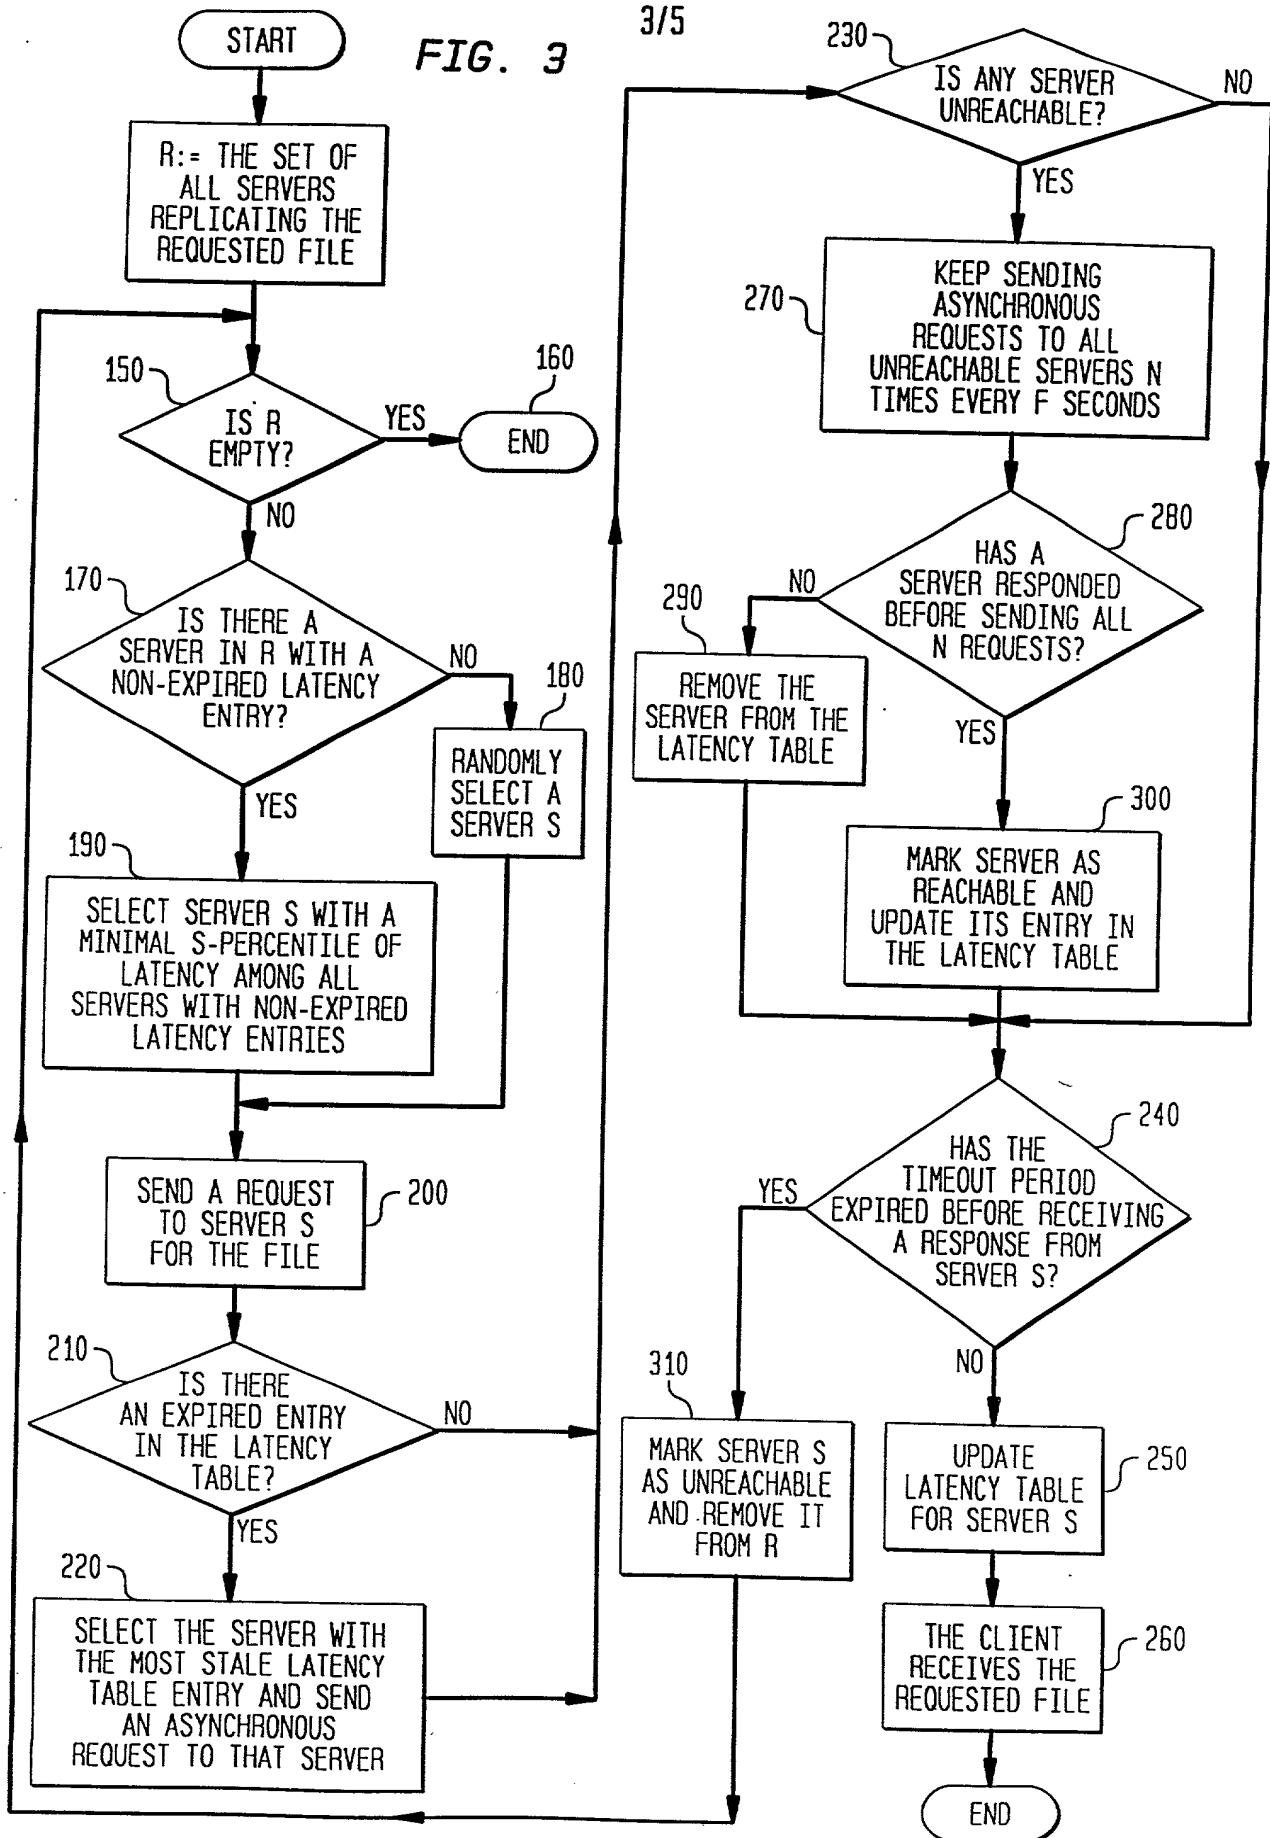 3/5
FIG. 3
START
R:= THE SET OF
ALL SERVERS
REPLICATING THE
REQUESTED FILE
150
IS R
EMPTY?
YES
160
END
NO
170
IS THERE A
SERVER IN R WITH A
NON-EXPIRED LATENCY
ENTRY?
NO
180
RANDOMLY
SELECT A
SERVER S
YES
190
SELECT SERVER S WITH A
MINIMAL S-PERCENTILE OF
LATENCY AMONG ALL
SERVERS WITH NON-EXPIRED
LATENCY ENTRIES
SEND A REQUEST
TO SERVER S
FOR THE FILE
200
210
IS THERE
AN EXPIRED ENTRY
IN THE LATENCY
TABLE?
NO
YES
220
SELECT THE SERVER WITH
THE MOST STALE LATENCY
TABLE ENTRY AND SEND
AN ASYNCHRONOUS
REQUEST TO THAT SERVER
230
IS ANY SERVER
UNREACHABLE?
NO
YES
270
KEEP SENDING
ASYNCHRONOUS
REQUESTS TO ALL
UNREACHABLE SERVERS N
TIMES EVERY F SECONDS
280
HAS A
SERVER RESPONDED
BEFORE SENDING ALL
N REQUESTS?
NO
290
REMOVE THE
SERVER FROM THE
LATENCY TABLE
YES
300
MARK SERVER AS
REACHABLE AND
UPDATE ITS ENTRY IN
THE LATENCY TABLE
240
HAS THE
TIMEOUT PERIOD
EXPIRED BEFORE RECEIVING
A RESPONSE FROM
SERVER S?
YES
310
MARK SERVER S
AS UNREACHABLE
AND REMOVE IT
FROM R
NO
UPDATE
LATENCY TABLE
FOR SERVER S
250
THE CLIENT
RECEIVES THE
REQUESTED FILE
260
END